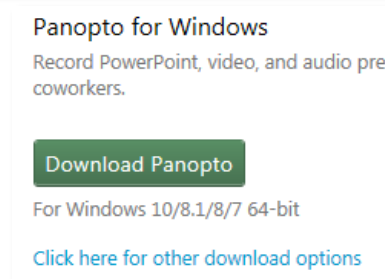 Panopto for Windows
Record PowerPoint, video, and audio pre
coworkers.
Download Panopto
For Windows 10/8.1/8/7 64-bit
Click here for other download options